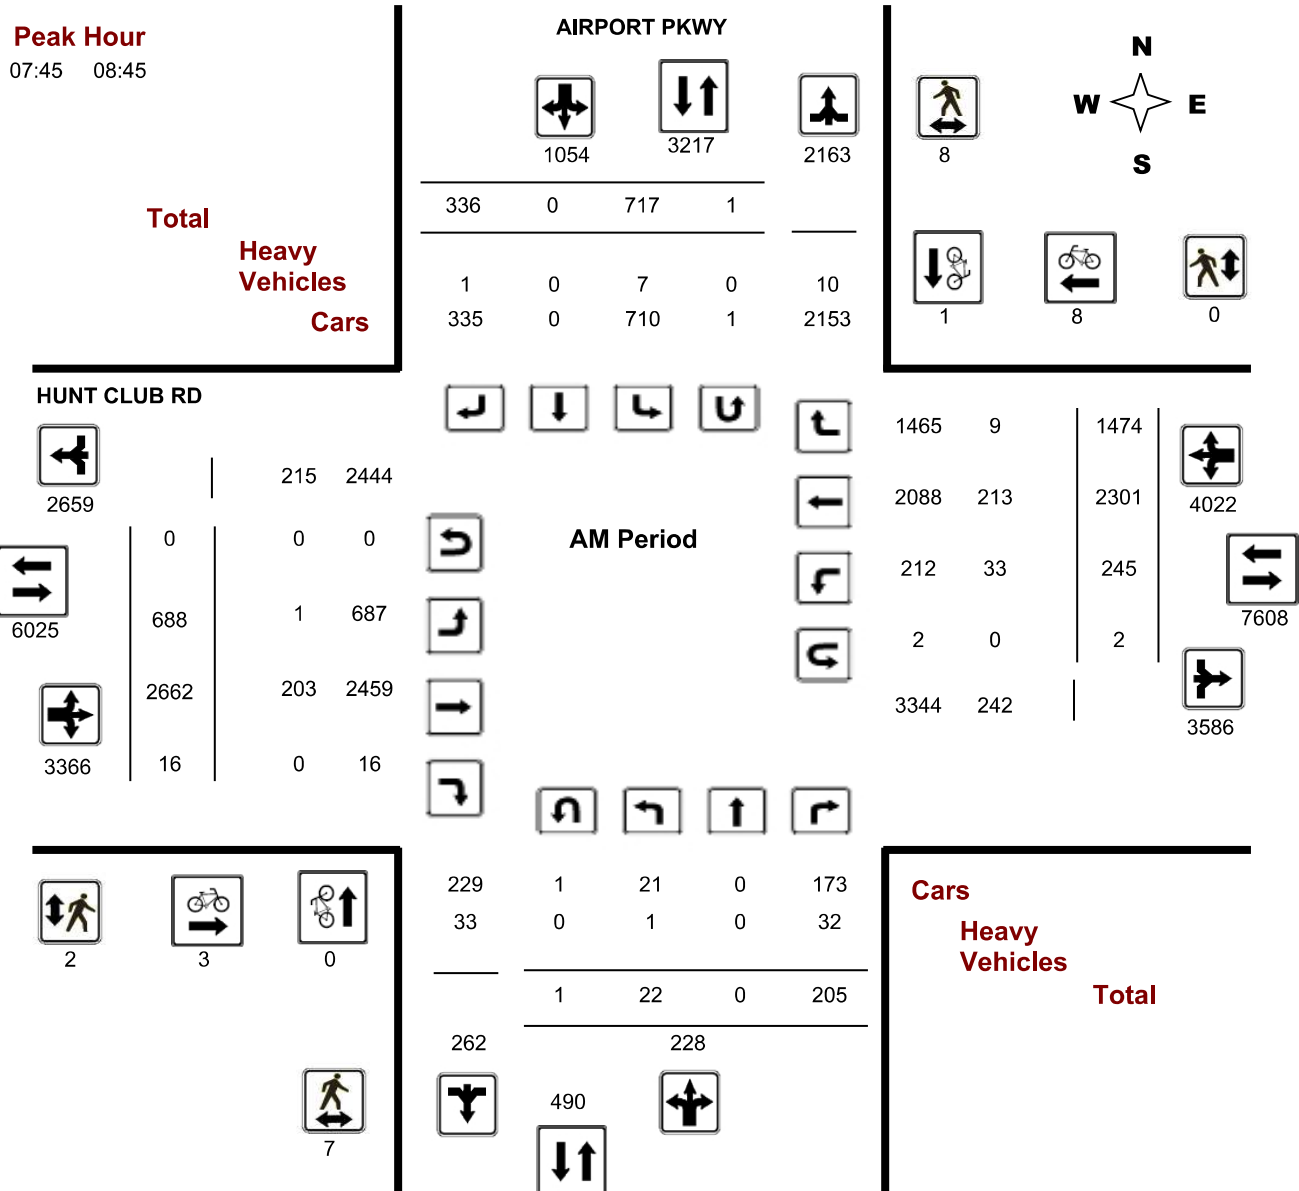 AIRPORT PKWY
Peak Hour
07:45 08:45
N
W E
S
1054 3217 2163 8
336 0 717 1
Total
Heavy
Vehicles
1 0 7 0 10
Cars
335 0 710 1 2153
1 8 0
HUNT CLUB RD
2659
215 2444
0 0 0
6025
688 1 687
2662 203 2459
3366
16 0 16
AM Period
1465 9 1474
2088 213 2301
4022
212 33 245
7608
2 0 2
3344 242
3586
2 3 0
229 1 21 0 173
33 0 1 0 32
1 22 0 205
262 228
490
7
Cars
Heavy
Vehicles
Total